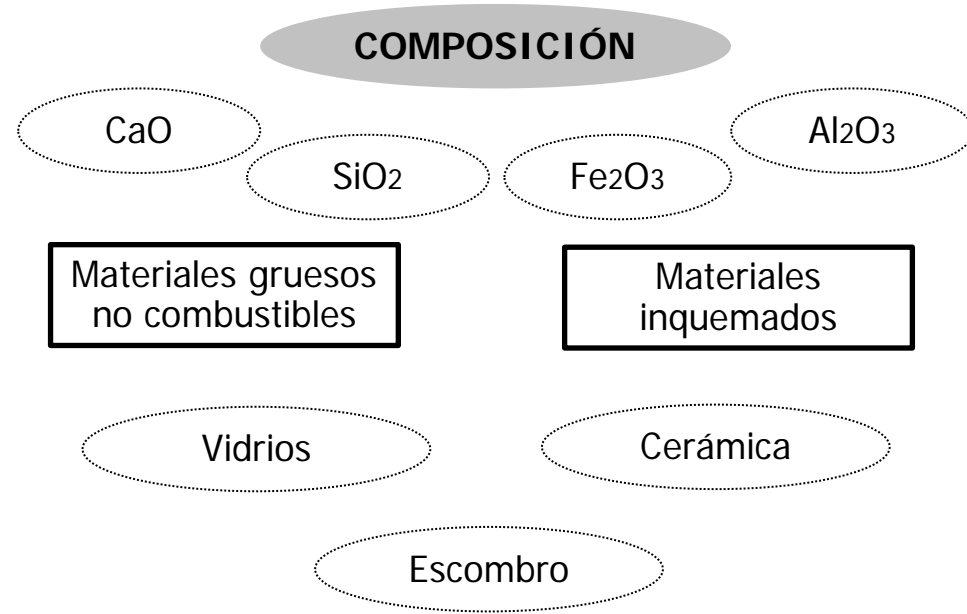 COMPOSICIÓN
CaO
SiO2
Fe2O3
Al2O3
Materiales gruesos
no combustibles
Materiales
inquemados
Vidrios
Cerámica
Escombro